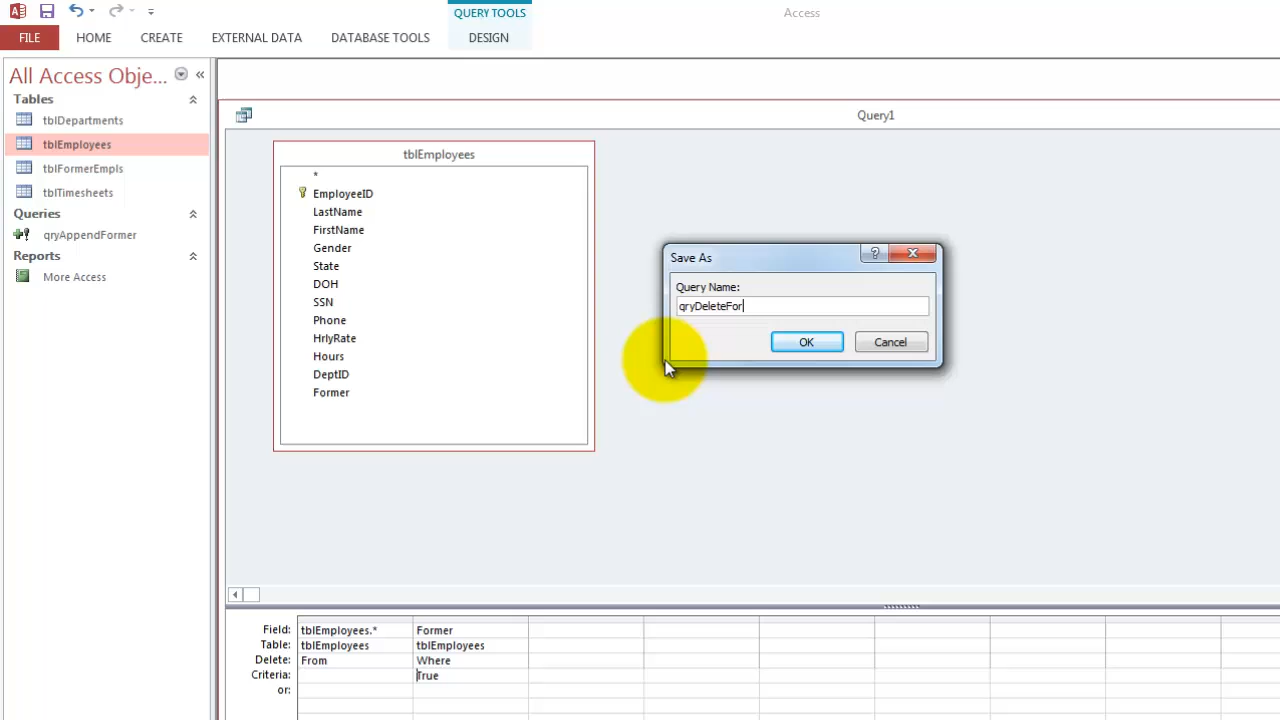 Access
QUERY TOOLS
FILE HOME CREATE EXTERNAL DATA DATABASE TOOLS DESIGN
All Access Obje... «
Tables
tblDepartments
tblEmployees
tblFormerEmpls
tblTimesheets
Queries
qryAppendFormer
Reports
More Access
Query1
tblEmployees
*
EmployeeID
LastName
FirstName
Gender
State
DOH
SSN
Phone
HrlyRate
Hours
DeptID
Former
Save As ?
Query Name:
qryDeleteFor
OK Cancel
Field: tblEmployees.* Former
Table: tblEmployees tblEmployees
Delete: From Where
Criteria: True
or: